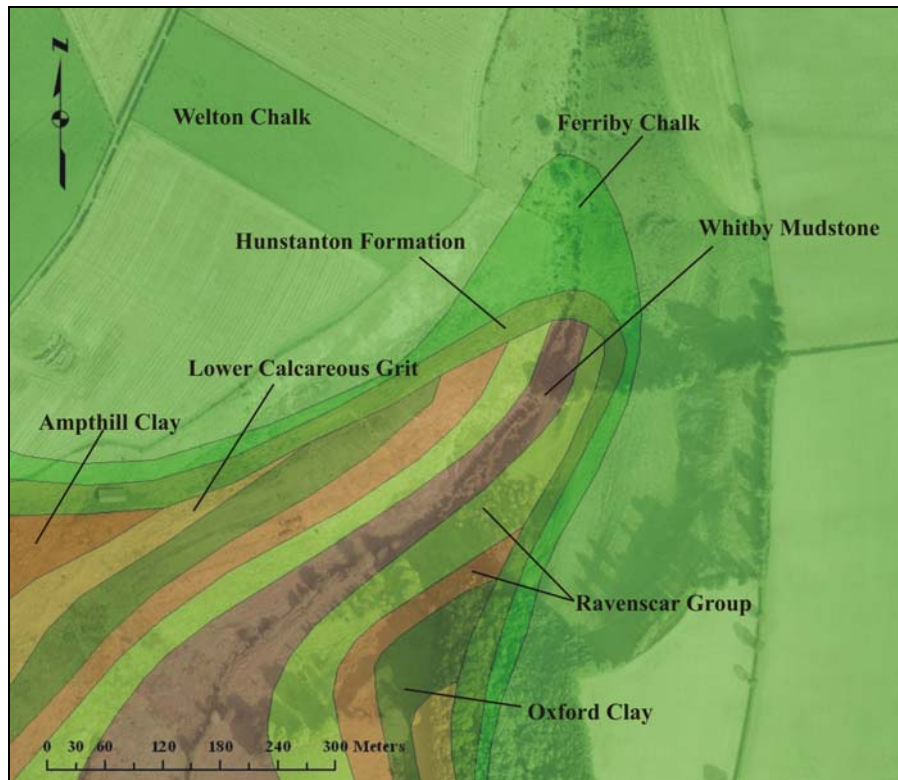 N
Welton Chalk
Ferriby Chalk
Whitby Mudstone
Hunstanton Formation
Lower Calcareous Grit
Ampthill Clay
Ravenscar Group
Oxford Clay
0 30 60 120 180 240 300 Meters